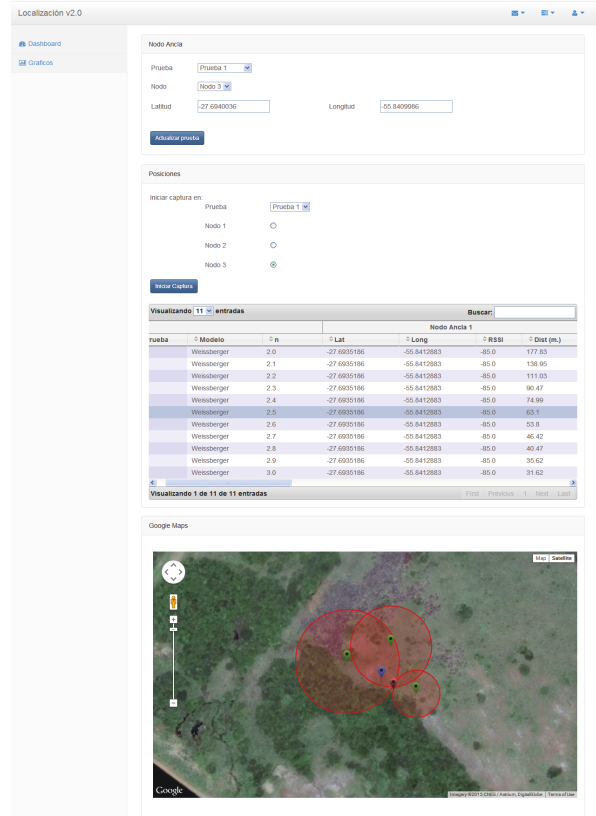 Localización v2.0
Dashboard
Graficos
Nodo Ancla
Prueba Prueba 1
Nodo Nodo 3
Latitud -27.6940036 Longitud -55.8409986
Actualizar prueba
Posiciones
Iniciar captura en:
Prueba Prueba 1
Nodo 1
Nodo 2
Nodo 3
Iniciar Captura
Visualizando 11 entradas Buscar:
Nodo Ancla 1
rueba Modelo n Lat Long RSSI Dist (m.)
Weissberger 2.0 -27.6935186 -55.8412883 -85.0 177.83
Weissberger 2.1 -27.6935186 -55.8412883 -85.0 138.95
Weissberger 2.2 -27.6935186 -55.8412883 -85.0 111.03
Weissberger 2.3 -27.6935186 -55.8412883 -85.0 90.47
Weissberger 2.4 -27.6935186 -55.8412883 -85.0 74.99
Weissberger 2.5 -27.6935186 -55.8412883 -85.0 63.1
Weissberger 2.6 -27.6935186 -55.8412883 -85.0 53.8
Weissberger 2.7 -27.6935186 -55.8412883 -85.0 46.42
Weissberger 2.8 -27.6935186 -55.8412883 -85.0 40.47
Weissberger 2.9 -27.6935186 -55.8412883 -85.0 35.62
Weissberger 3.0 -27.6935186 -55.8412883 -85.0 31.62
Visualizando 1 de 11 de 11 entradas First Previous 1 Next Last
Google Maps
Map Satellite
Google
Imagery ©2015 CNES / Astrium, DigitalGlobe Terms of Use